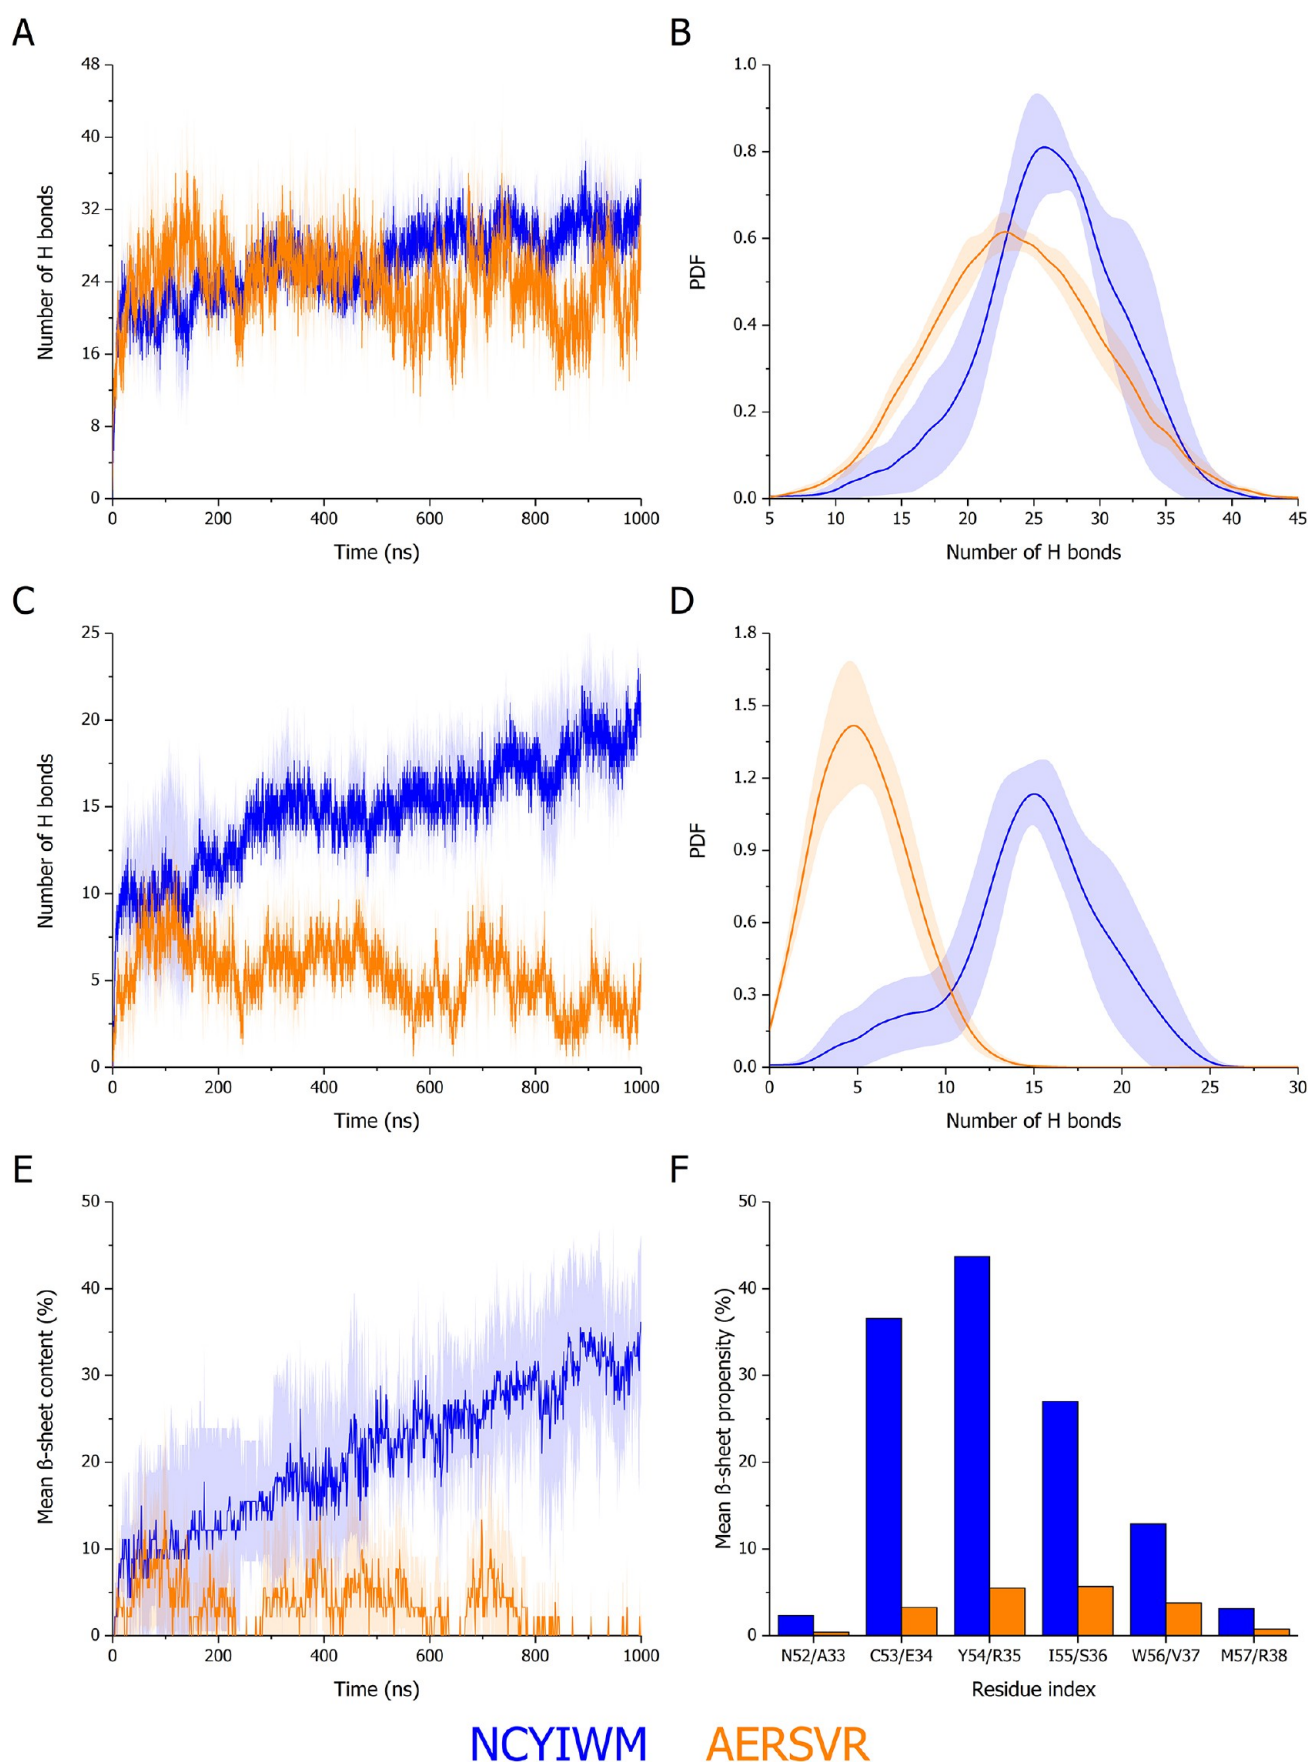 A
B
48
40
32
24
16
8
0
Number of H bonds
0 200 400 600 800 1000
Time (ns)
1.0
0.8
0.6
0.4
0.2
0.0
PDF
5 10 15 20 25 30 35 40 45
Number of H bonds
C
D
25
20
15
10
5
0
Number of H bonds
0 200 400 600 800 1000
Time (ns)
1.8
1.5
1.2
0.9
0.6
0.3
0.0
PDF
0 5 10 15 20 25 30
Number of H bonds
E
F
50
40
30
20
10
0
Mean ß-sheet content (%)
0 200 400 600 800 1000
Time (ns)
50
40
30
20
10
0
Mean ß-sheet propensity (%)
N52/A33 C53/E34 Y54/R35 I55/S36 W56/V37 M57/R38
Residue index
NCYIWM AERSVR